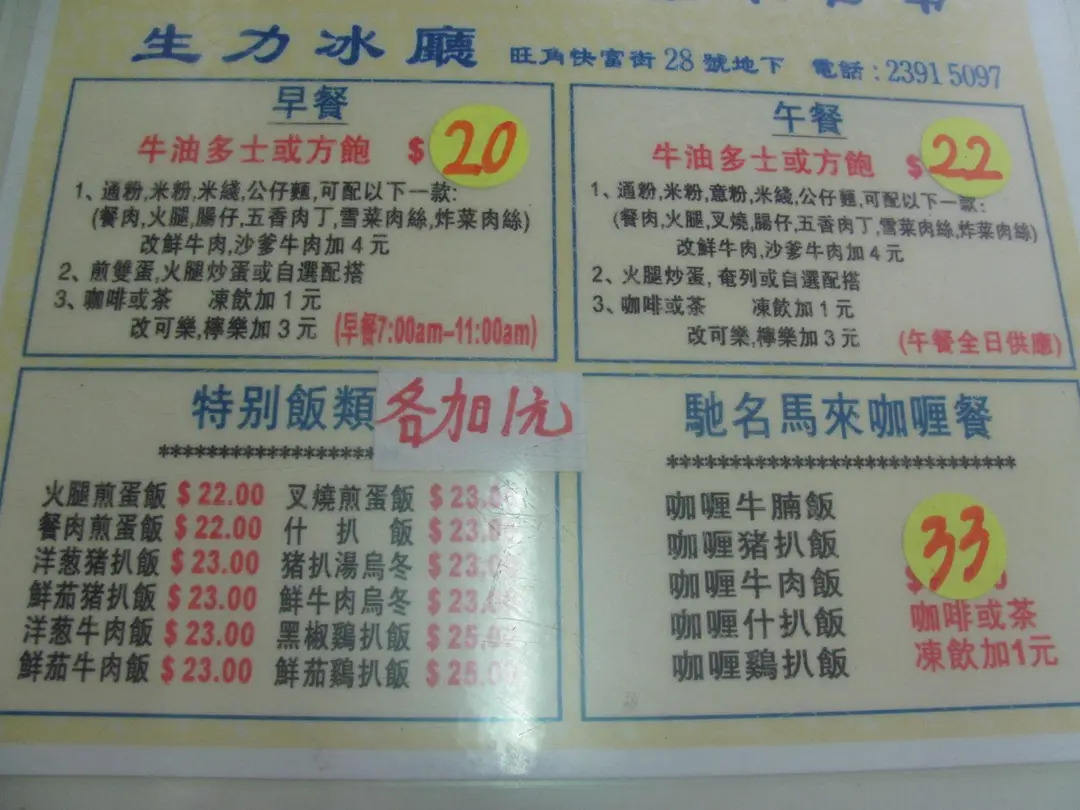 生力冰廳 旺角快富街28號地下 電話:2391 5097
早餐
牛油多士或方飽 $20
1、通粉,米粉,米綫,公仔麵,可配以下一款:
(餐肉,火腿,腸仔,五香肉丁,雪菜肉絲,炸菜肉絲)
改鮮牛肉,沙爹牛肉加4元
2、煎雙蛋,火腿炒蛋或自選配搭
3、咖啡或茶 凍飲加1元
改可樂,檸樂加3元 (早餐7:00am-11:00am)
午餐
牛油多士或方飽 $22
1、通粉,米粉,意粉,米綫,公仔麵,可配以下一款:
(餐肉,火腿,叉燒,腸仔,五香肉丁,雪菜肉絲,炸菜肉絲)
改鮮牛肉,沙爹牛肉加4元
2、火腿炒蛋,奄列或自選配搭
3、咖啡或茶 凍飲加1元
改可樂,檸樂加3元 (午餐全日供應)
特別飯類 各加1元
******************
火腿煎蛋飯 $22.00 叉燒煎蛋飯 $23.00
餐肉煎蛋飯 $22.00 什扒飯 $23.00
洋葱豬扒飯 $23.00 豬扒湯烏冬 $23.00
鮮茄豬扒飯 $23.00 鮮牛肉烏冬 $23.00
洋葱牛肉飯 $23.00 黑椒鷄扒飯 $25.00
鮮茄牛肉飯 $23.00 鮮茄鷄扒飯 $25.00
馳名馬來咖喱餐
****************************
咖喱牛腩飯
咖喱豬扒飯
咖喱牛肉飯 $33
咖喱什扒飯 咖啡或茶
咖喱鷄扒飯 凍飲加1元